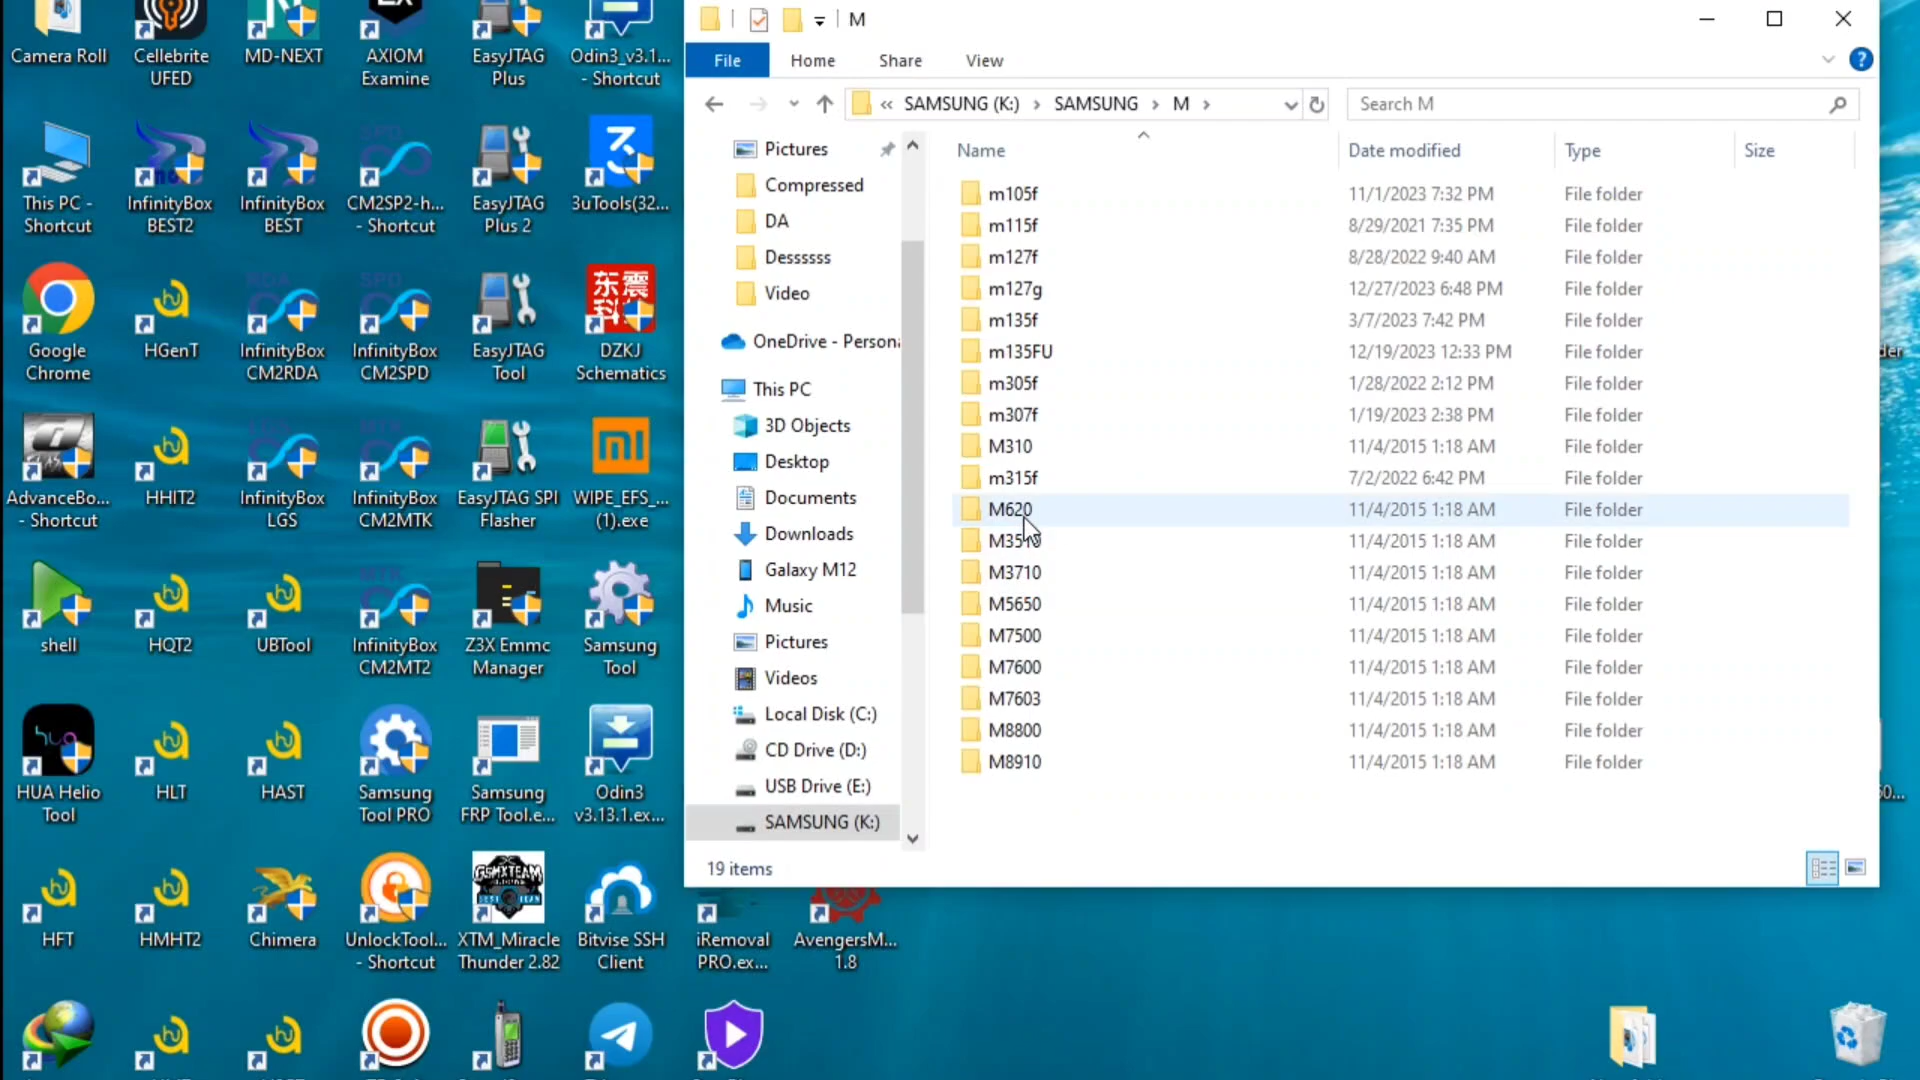 Camera Roll
Cellebrite
UFED
MD-NEXT
AXIOM
Examine
EasyJTAG
Plus
Odin3_v3.1...
- Shortcut
This PC -
Shortcut
InfinityBox
BEST2
InfinityBox
BEST
SPD
CM2SP2-h...
- Shortcut
EasyJTAG
Plus 2
3uTools(32...
Google
Chrome
HGenT
RDA
InfinityBox
CM2RDA
SPD
InfinityBox
CM2SPD
EasyJTAG
Tool
东震
科
DZKJ
Schematics
AdvanceBo...
- Shortcut
HHIT2
LGS
InfinityBox
LGS
MTK
InfinityBox
CM2MTK
EasyJTAG SPI
Flasher
WIPE_EFS_...
(1).exe
shell
HQT2
UBTool
MTK
InfinityBox
CM2MT2
Z3X Emmc
Manager
Samsung
Tool
hua
HUA Helio
Tool
HLT
HAST
Samsung
Tool PRO
Samsung
FRP Tool.e...
Odin3
v3.13.1.ex...
HFT
HMHT2
Chimera
UnlockTool...
- Shortcut
GSMXTEAM
XTM_Miracle
Thunder 2.82
Bitvise SSH
Client
iRemoval
PRO.ex...
AvengersM...
1.8
M
File
Home
Share
View
« SAMSUNG (K:) › SAMSUNG › M ›
Search M
Pictures
Compressed
DA
Dessssss
Video
OneDrive - Persona
This PC
3D Objects
Desktop
Documents
Downloads
Galaxy M12
Music
Pictures
Videos
Local Disk (C:)
CD Drive (D:)
USB Drive (E:)
SAMSUNG (K:)
Name Date modified Type Size
m105f 11/1/2023 7:32 PM File folder
m115f 8/29/2021 7:35 PM File folder
m127f 8/28/2022 9:40 AM File folder
m127g 12/27/2023 6:48 PM File folder
m135f 3/7/2023 7:42 PM File folder
m135FU 12/19/2023 12:33 PM File folder
m305f 1/28/2022 2:12 PM File folder
m307f 1/19/2023 2:38 PM File folder
M310 11/4/2015 1:18 AM File folder
m315f 7/2/2022 6:42 PM File folder
M620 11/4/2015 1:18 AM File folder
M3510 11/4/2015 1:18 AM File folder
M3710 11/4/2015 1:18 AM File folder
M5650 11/4/2015 1:18 AM File folder
M7500 11/4/2015 1:18 AM File folder
M7600 11/4/2015 1:18 AM File folder
M7603 11/4/2015 1:18 AM File folder
M8800 11/4/2015 1:18 AM File folder
M8910 11/4/2015 1:18 AM File folder
19 items